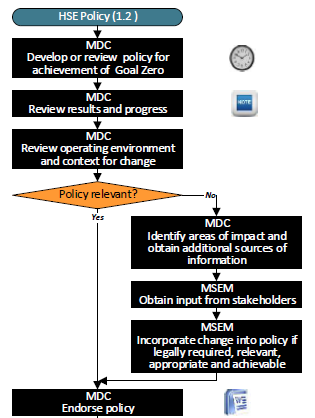 HSE Policy (1.2 )
MDC
Develop or review policy for
achievement of Goal Zero
MDC
Review results and progress
NOTE
MDC
Review operating environment
and context for change
Policy relevant?
No
Yes
MDC
Identify areas of impact and
obtain additional sources of
information
MSEM
Obtain input from stakeholders
MSEM
Incorporate change into policy if
legally required, relevant,
appropriate and achievable
MDC
Endorse policy
W